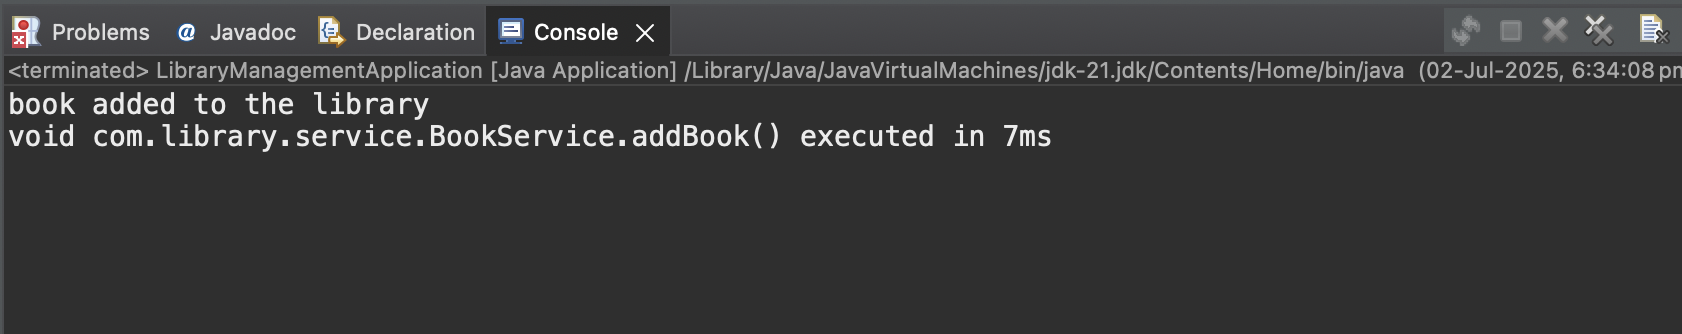 Problems @ Javadoc Declaration Console
<terminated> LibraryManagementApplication [Java Application] /Library/Java/JavaVirtualMachines/jdk-21.jdk/Contents/Home/bin/java (02-Jul-2025, 6:34:08 pm
book added to the library
void com.library.service.BookService.addBook() executed in 7ms